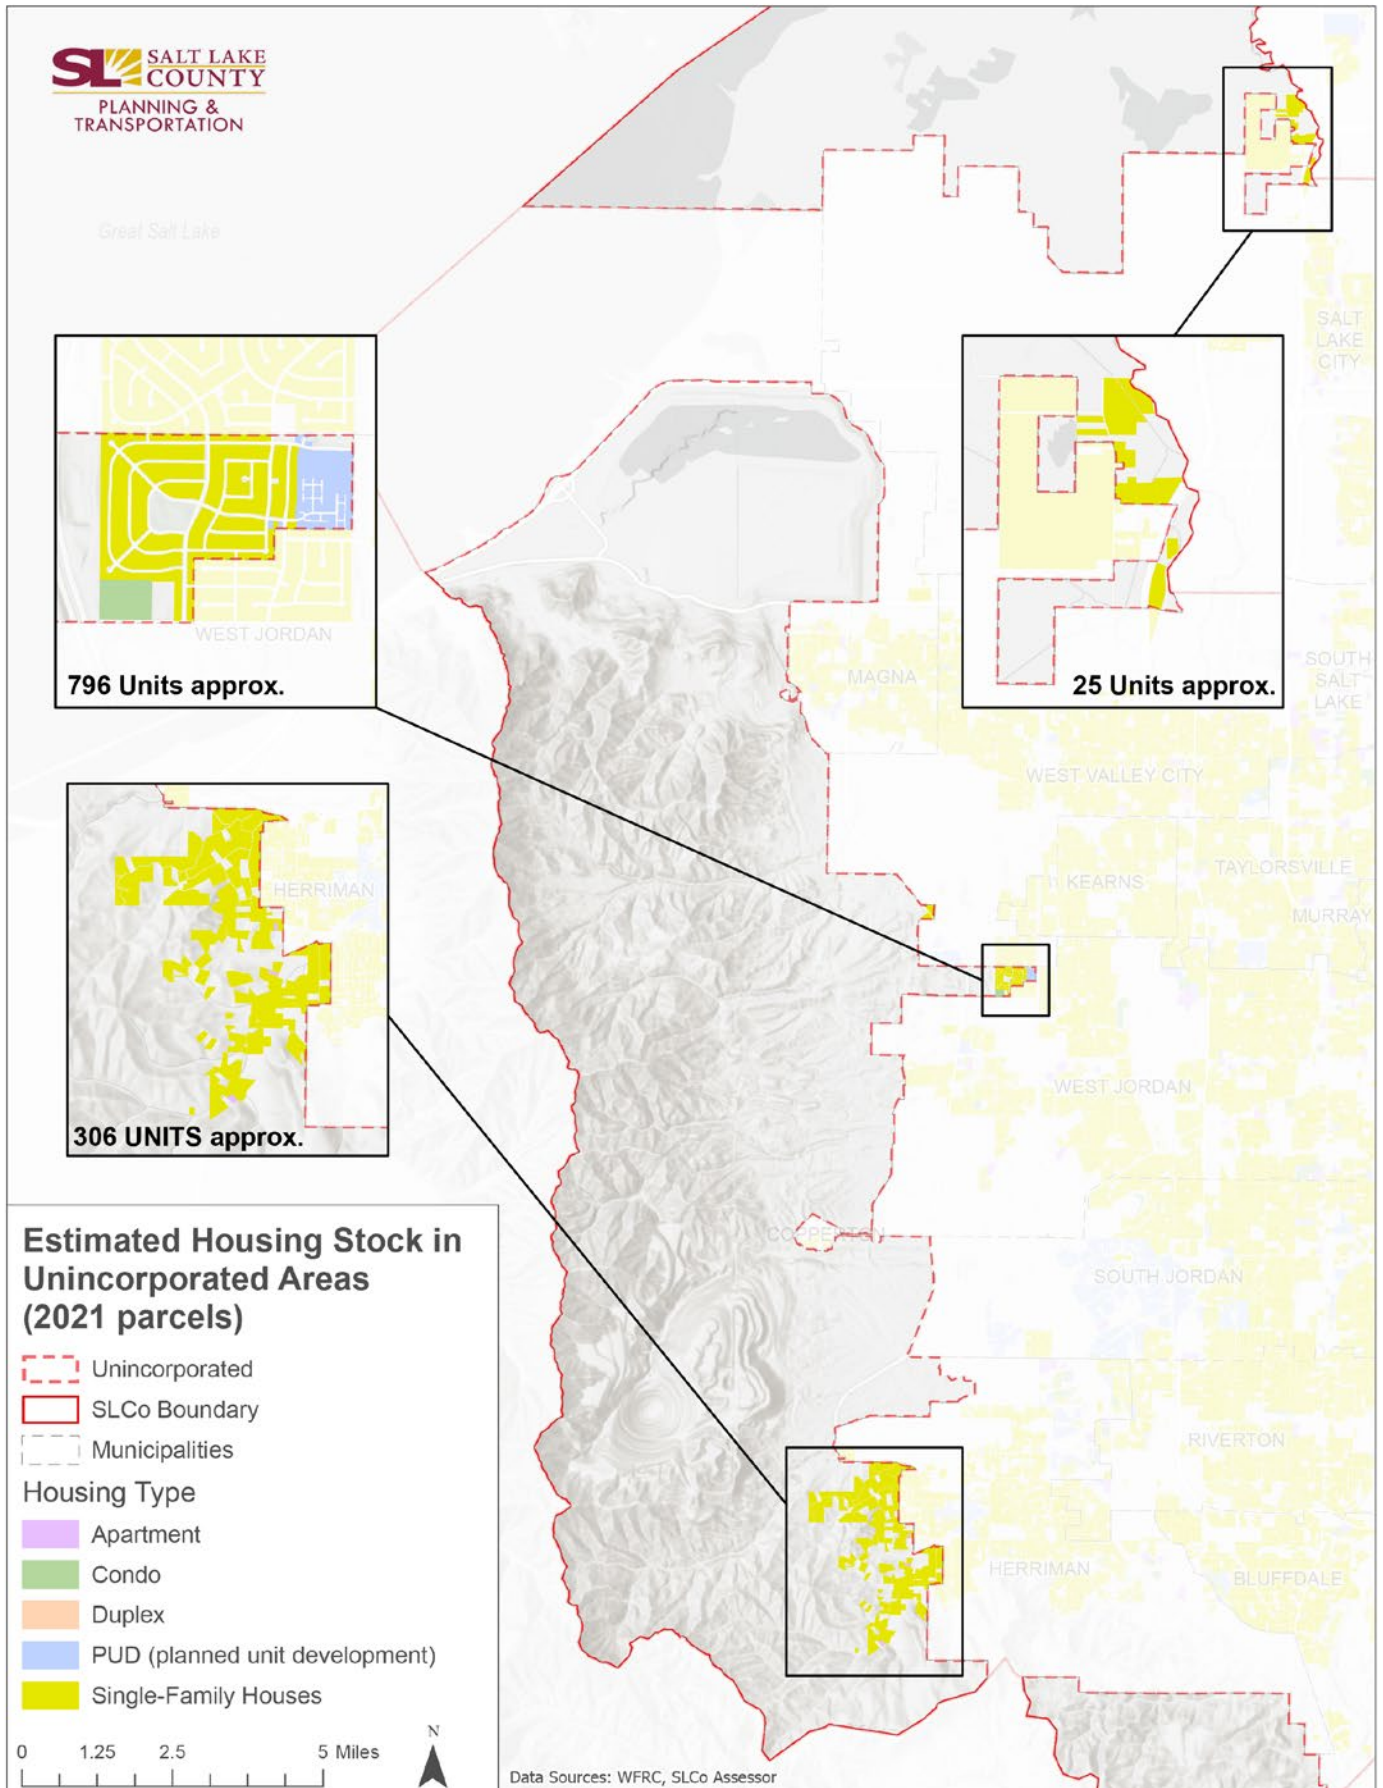 SL SALT LAKE
COUNTY
PLANNING &
TRANSPORTATION
Great Salt Lake
SALT
LAKE
CITY
WEST JORDAN
796 Units approx.
25 Units approx.
MAGNA
SOUTH
SALT
LAKE
WEST VALLEY CITY
HERRIMAN
306 UNITS approx.
KEARNS
TAYLORSVILLE
MURRAY
WEST JORDAN
COPPERTON
SOUTH JORDAN
RIVERTON
HERRIMAN
BLUFFDALE
Estimated Housing Stock in
Unincorporated Areas
(2021 parcels)
Unincorporated
SLCo Boundary
Municipalities
Housing Type
Apartment
Condo
Duplex
PUD (planned unit development)
Single-Family Houses
0 1.25 2.5 5 Miles
N
Data Sources: WFRC, SLCo Assessor